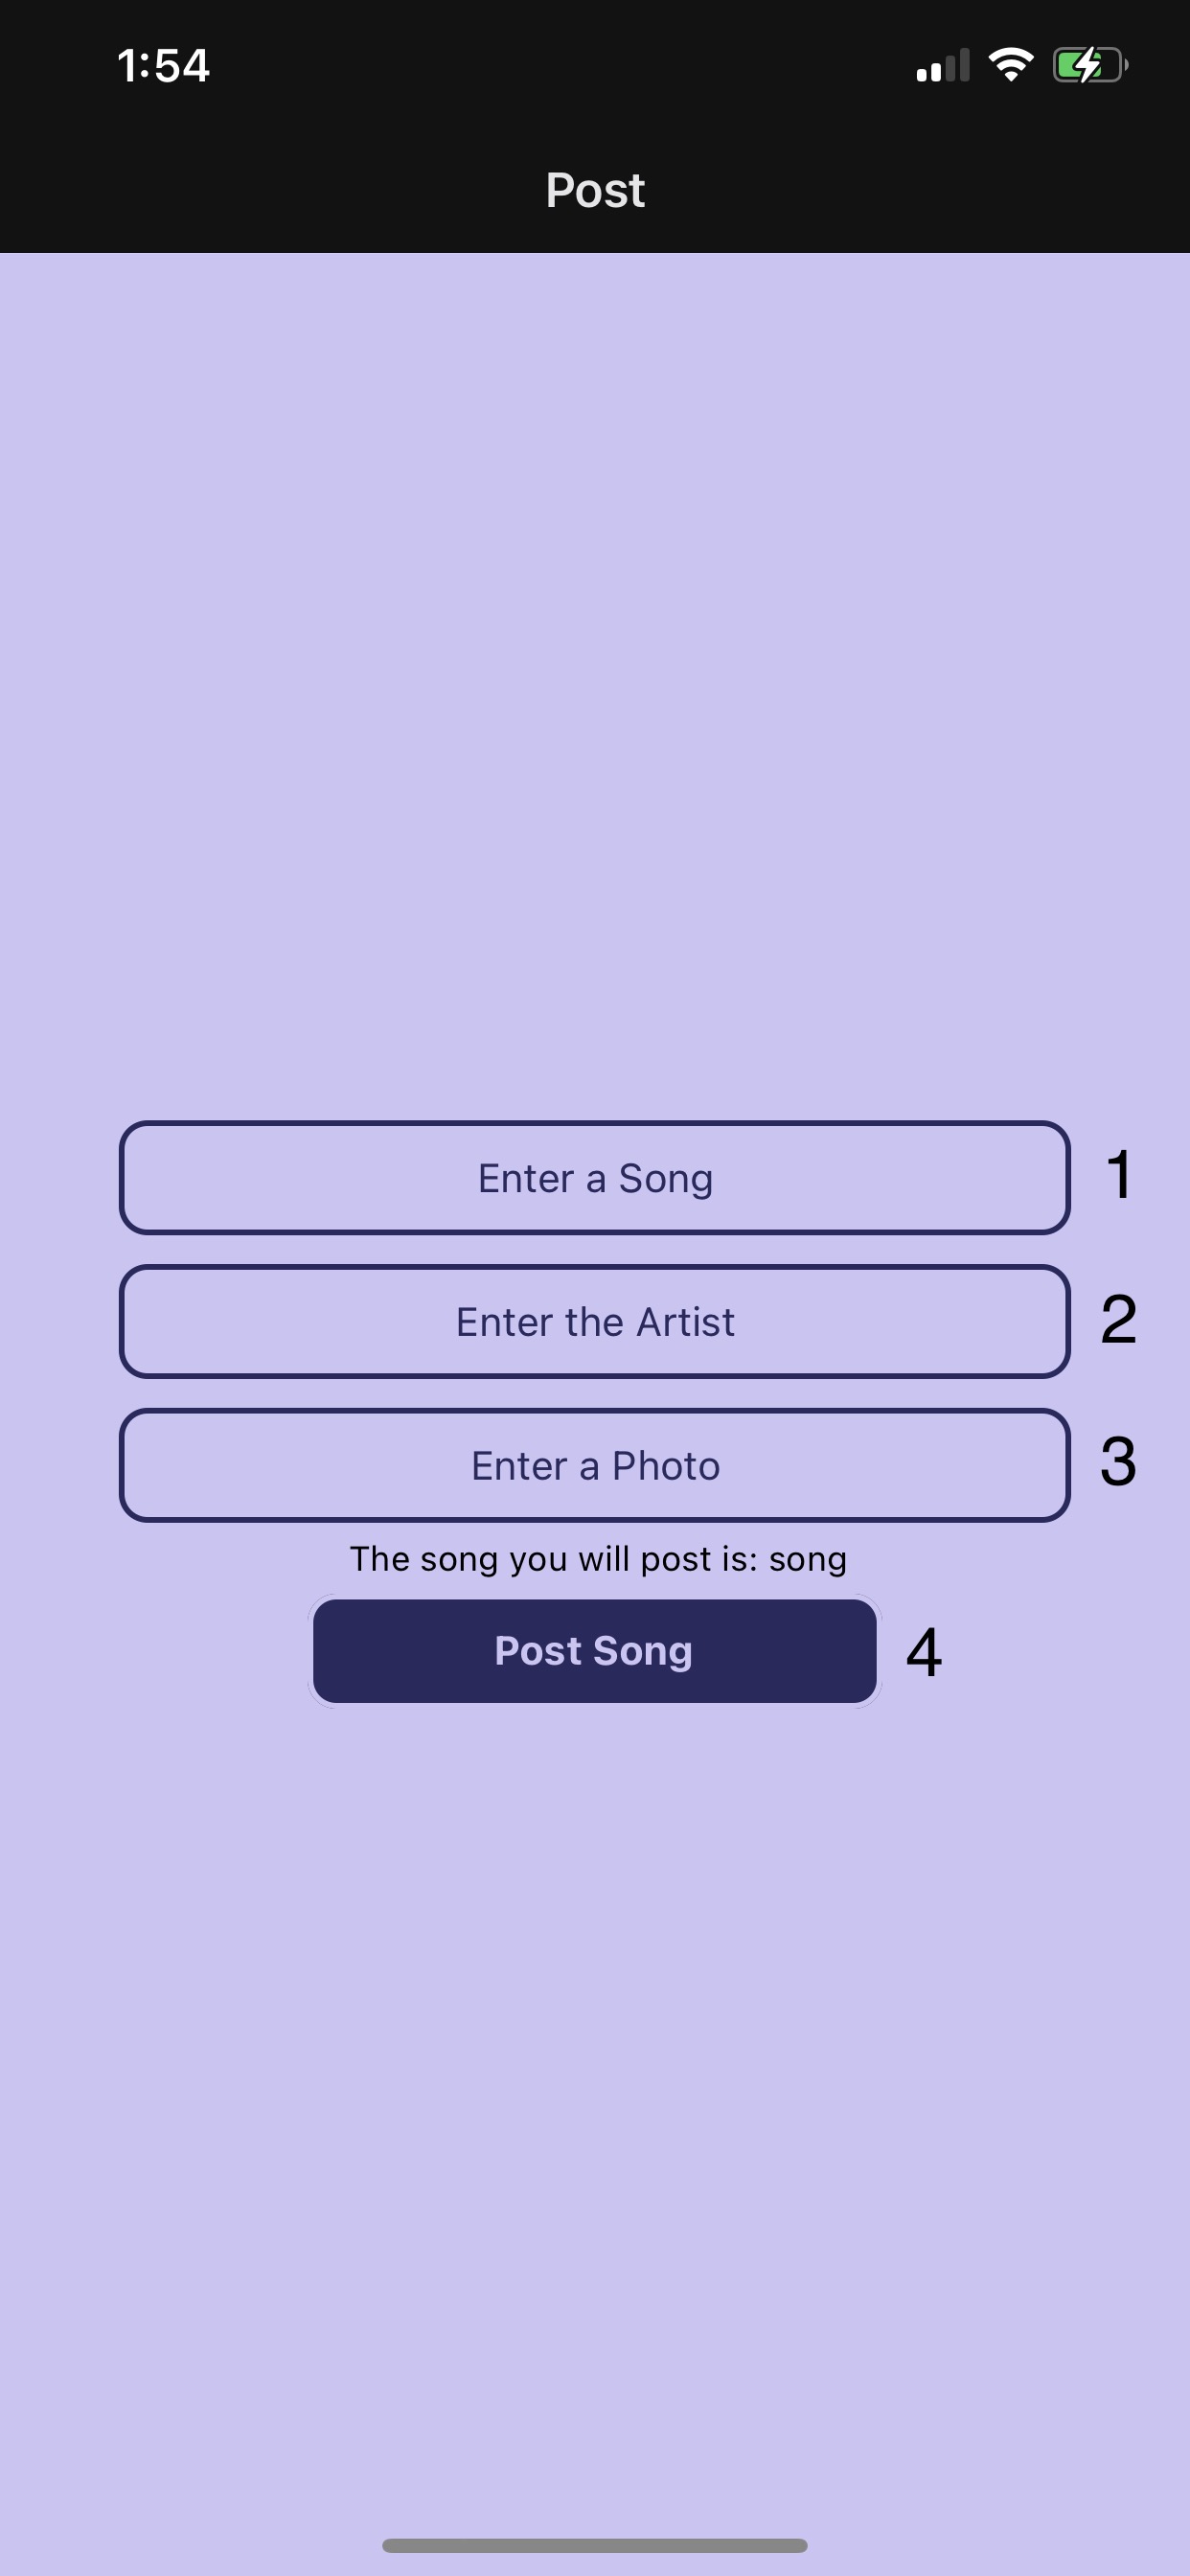 1:54
Post
Enter a Song 1
Enter the Artist 2
Enter a Photo 3
The song you will post is: song
Post Song 4